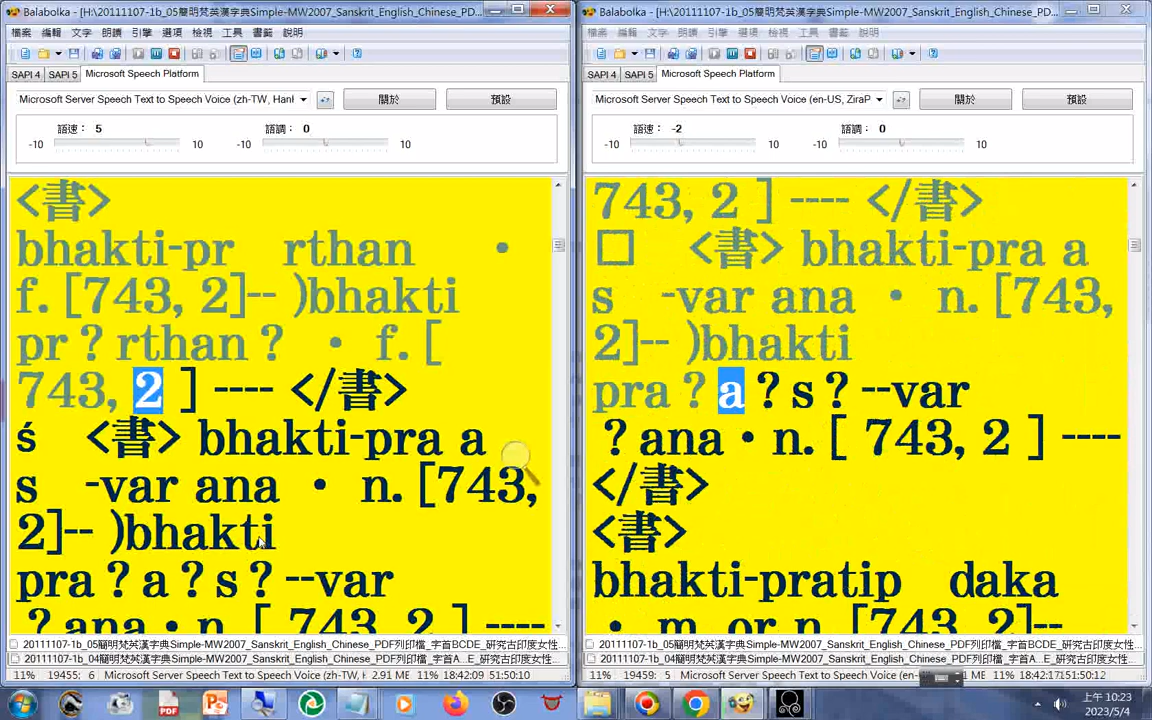 Balabolka - [H:\20111107-1b_05簡明梵英漢字典Simple-MW2007_Sanskrit_English_Chinese_PD...
檔案 編輯 文字 朗讀 引擎 選項 檢視 工具 書籤 說明
SAPI 4 SAPI 5 Microsoft Speech Platform
Microsoft Server Speech Text to Speech Voice (zh-TW, HanH 關於 預設
語速： 5 語調： 0
-10 10 -10 10
<書>
bhakti-pr rthan •
f. [743, 2]-- )bhakti
pr ? rthan ? • f. [
743, 2 ] ---- </書>
ś <書> bhakti-pra a
s -var ana • n. [743,
2]-- )bhakti
pra ? a ? s ? --var
? ana • n. [ 743, 2 ] ----
20111107-1b_05簡明梵英漢字典Simple-MW2007_Sanskrit_English_Chinese_PDF列印檔_字首BCDE_研究古印度女性...
20111107-1b_04簡明梵英漢字典Simple-MW2007_Sanskrit_English_Chinese_PDF列印檔_字首A...E_研究古印度女性...
11% 19455: 6 Microsoft Server Speech Text to Speech Voice (zh-TW, H 2.91 MB 11% 18:42:09 51:50:10
Balabolka - [H:\20111107-1b_05簡明梵英漢字典Simple-MW2007_Sanskrit_English_Chinese_PD...
檔案 編輯 文字 朗讀 引擎 選項 檢視 工具 書籤 說明
SAPI 4 SAPI 5 Microsoft Speech Platform
Microsoft Server Speech Text to Speech Voice (en-US, ZiraP 關於 預設
語速： -2 語調： 0
-10 10 -10 10
743, 2 ] ---- </書>
□ <書> bhakti-pra a
s -var ana • n. [743,
2]-- )bhakti
pra ? a ? s ? --var
? ana • n. [ 743, 2 ] ----
</書>
<書>
bhakti-pratip daka
• m. or n. [743, 2]--
20111107-1b_05簡明梵英漢字典Simple-MW2007_Sanskrit_English_Chinese_PDF列印檔_字首BCDE_研究古印度女性...
20111107-1b_04簡明梵英漢字典Simple-MW2007_Sanskrit_English_Chinese_PDF列印檔_字首A...E_研究古印度女性...
11% 19459: 5 Microsoft Server Speech Text to Speech Voice (en- 11% 18:42:17 51:50:12
上午 10:23
2023/5/4